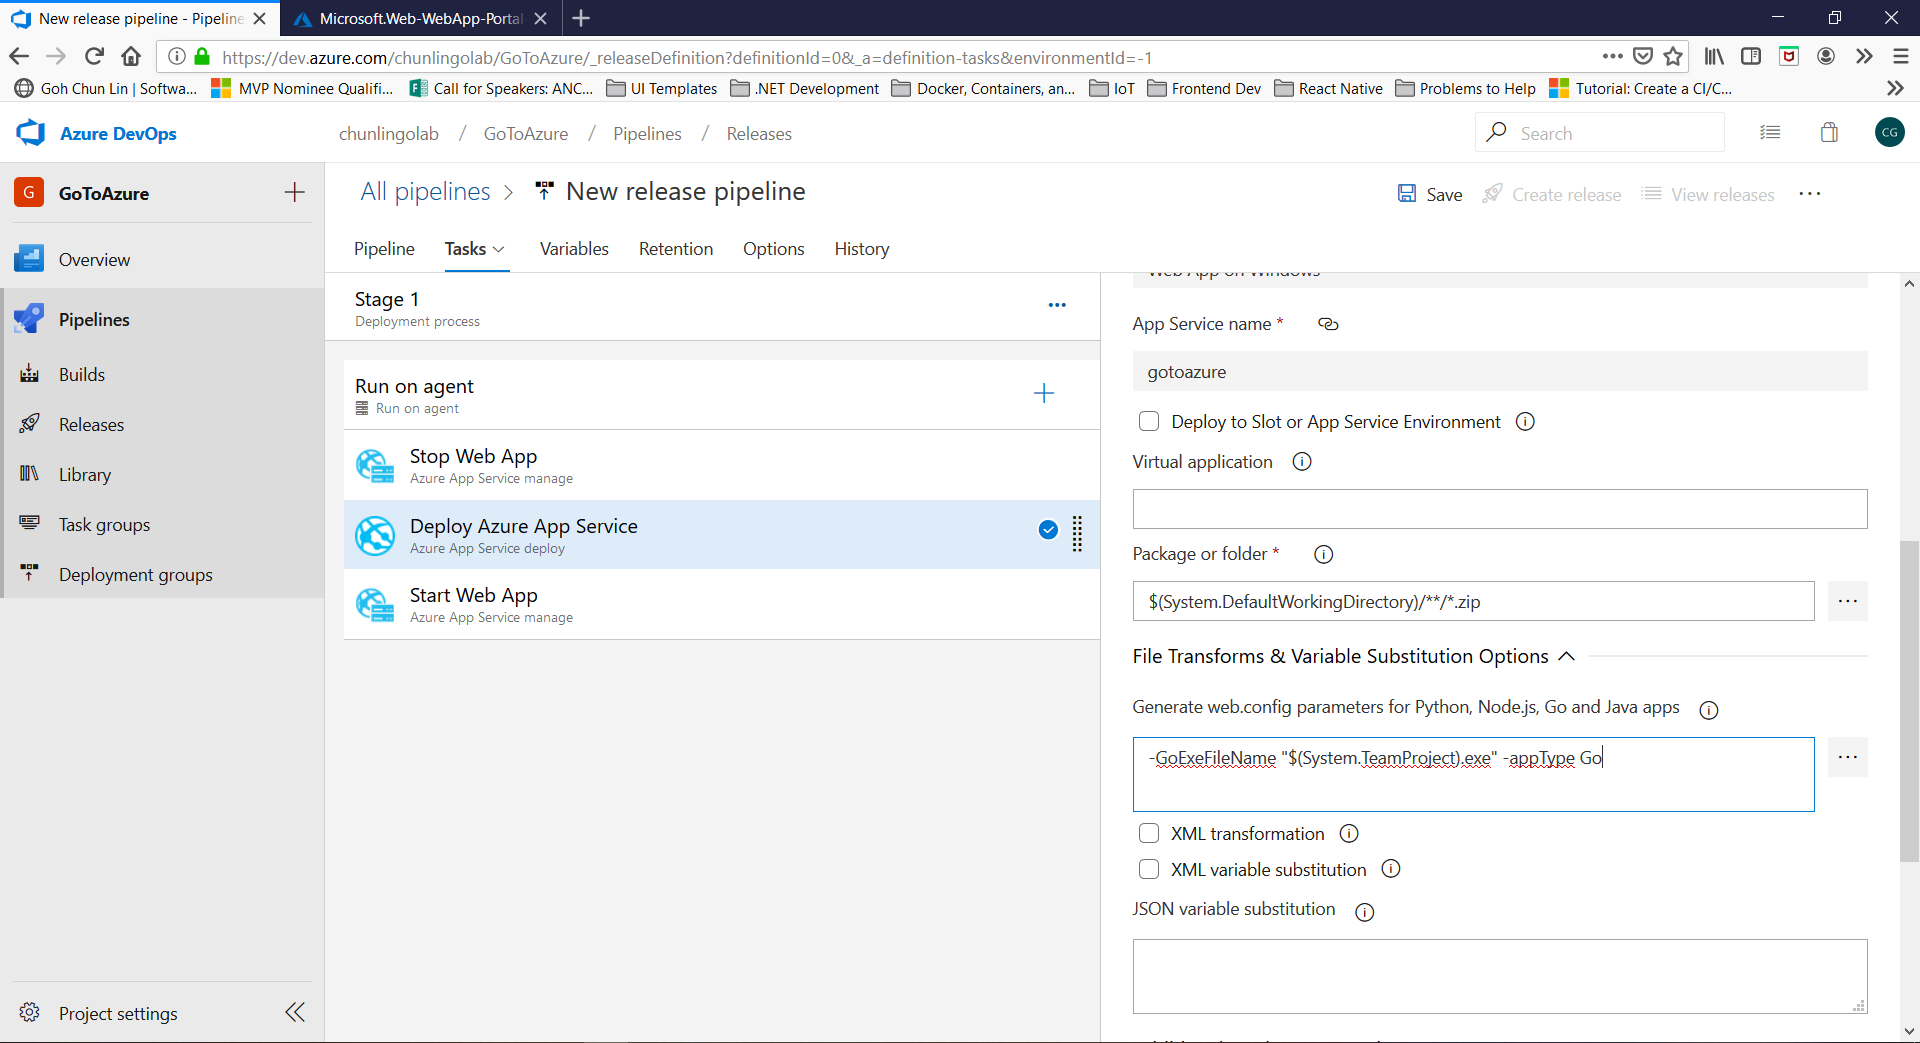 New release pipeline - Pipeline
Microsoft.Web-WebApp-Portal
https://dev.azure.com/chunlingolab/GoToAzure/_releaseDefinition?definitionId=0&_a=definition-tasks&environmentId=-1
Goh Chun Lin | Softwa...
MVP Nominee Qualifi...
Call for Speakers: ANC...
UI Templates
.NET Development
Docker, Containers, an...
IoT
Frontend Dev
React Native
Problems to Help
Tutorial: Create a CI/C...
Azure DevOps
chunlingolab / GoToAzure / Pipelines / Releases
Search
CG
G
GoToAzure
All pipelines > New release pipeline
Save
Create release
View releases
Overview
Pipeline
Tasks
Variables
Retention
Options
History
Pipelines
Builds
Releases
Library
Task groups
Deployment groups
Project settings
Stage 1
Deployment process
Run on agent
Run on agent
Stop Web App
Azure App Service manage
Deploy Azure App Service
Azure App Service deploy
Start Web App
Azure App Service manage
Web App on Windows
App Service name *
gotoazure
Deploy to Slot or App Service Environment
Virtual application
Package or folder *
$(System.DefaultWorkingDirectory)/**/*.zip
File Transforms & Variable Substitution Options
Generate web.config parameters for Python, Node.js, Go and Java apps
-GoExeFileName "$(System.TeamProject).exe" -appType Go
XML transformation
XML variable substitution
JSON variable substitution